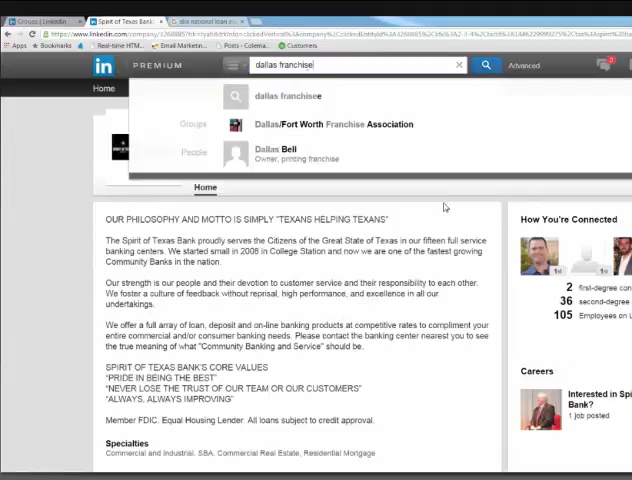 Groups | LinkedIn
Spirit of Texas Bank
sba national loan
Apps
Bookmarks
Real-time HTM...
Email Marketin...
Posts ‹ Colema...
Customers
in PREMIUM
dallas franchise
Advanced
Home
dallas franchisee
Groups
Dallas/Fort Worth Franchise Association
People
Dallas Bell
Owner, printing franchise
Home
OUR PHILOSOPHY AND MOTTO IS SIMPLY "TEXANS HELPING TEXANS"
The Spirit of Texas Bank proudly serves the Citizens of the Great State of Texas in our fifteen full service
banking centers. We started small in 2008 in College Station and now we are one of the fastest growing
Community Banks in the nation.
Our strength is our people and their devotion to customer service and their responsibility to each other.
We foster a culture of feedback without reprisal, high performance, and excellence in all our
undertakings.
We offer a full array of loan, deposit and on-line banking products at competitive rates to compliment your
entire commercial and/or consumer banking needs. Please contact the banking center nearest you to see
the true meaning of what "Community Banking and Service" should be.
SPIRIT OF TEXAS BANK'S CORE VALUES
"PRIDE IN BEING THE BEST"
"NEVER LOSE THE TRUST OF OUR TEAM OR OUR CUSTOMERS"
"ALWAYS, ALWAYS IMPROVING"
Member FDIC. Equal Housing Lender. All loans subject to credit approval.
Specialties
Commercial and Industrial, SBA, Commercial Real Estate, Residential Mortgage
How You're Connected
1st
1st
2 first-degree con
36 second-degree
105 Employees on L
Careers
Interested in Spi
Bank?
1 job posted